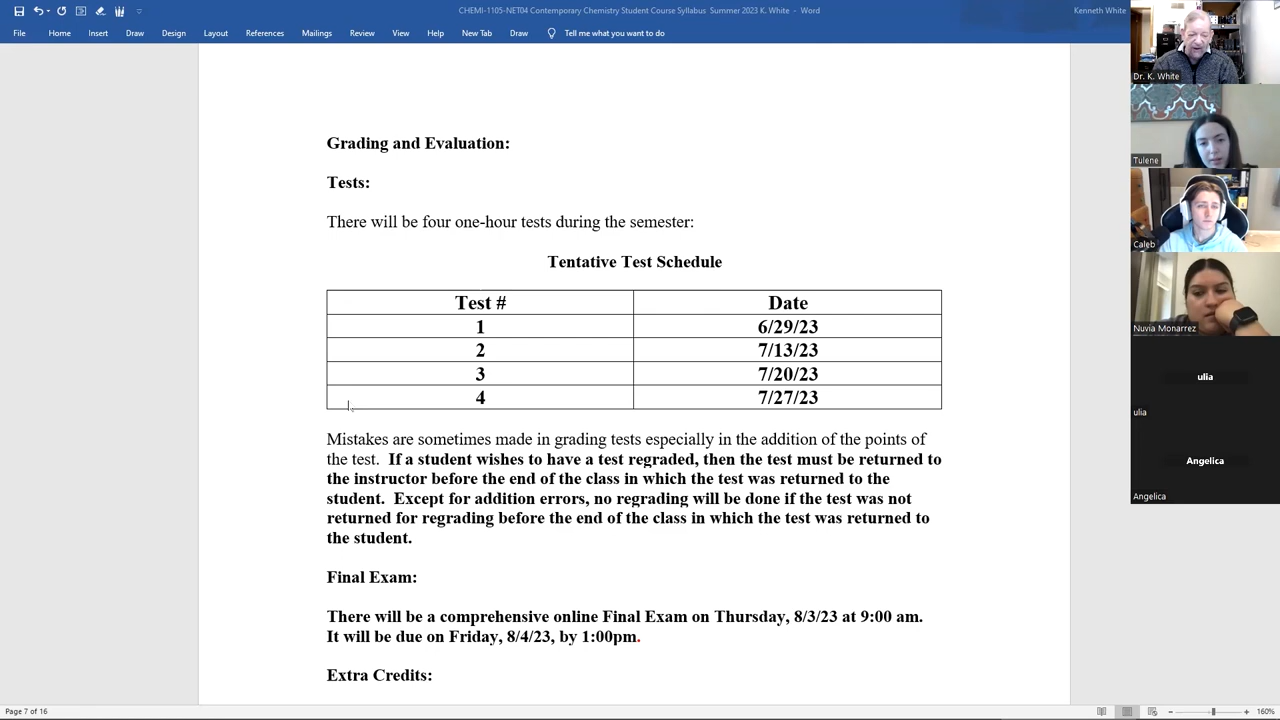 CHEMI-1105-NET04 Contemporary Chemistry Student Course Syllabus Summer 2023 K. White - Word
Kenneth White
File Home Insert Draw Design Layout References Mailings Review View Help New Tab Draw Tell me what you want to do
Grading and Evaluation:
Tests:
There will be four one-hour tests during the semester:
Tentative Test Schedule
Test # Date
1 6/29/23
2 7/13/23
3 7/20/23
4 7/27/23
Mistakes are sometimes made in grading tests especially in the addition of the points of
the test. If a student wishes to have a test regraded, then the test must be returned to
the instructor before the end of the class in which the test was returned to the
student. Except for addition errors, no regrading will be done if the test was not
returned for regrading before the end of the class in which the test was returned to
the student.
Final Exam:
There will be a comprehensive online Final Exam on Thursday, 8/3/23 at 9:00 am.
It will be due on Friday, 8/4/23, by 1:00pm.
Extra Credits:
Page 7 of 16
160%
Dr. K. White
Tulene
Caleb
Nuvia Monarrez
ulia
ulia
Angelica
Angelica